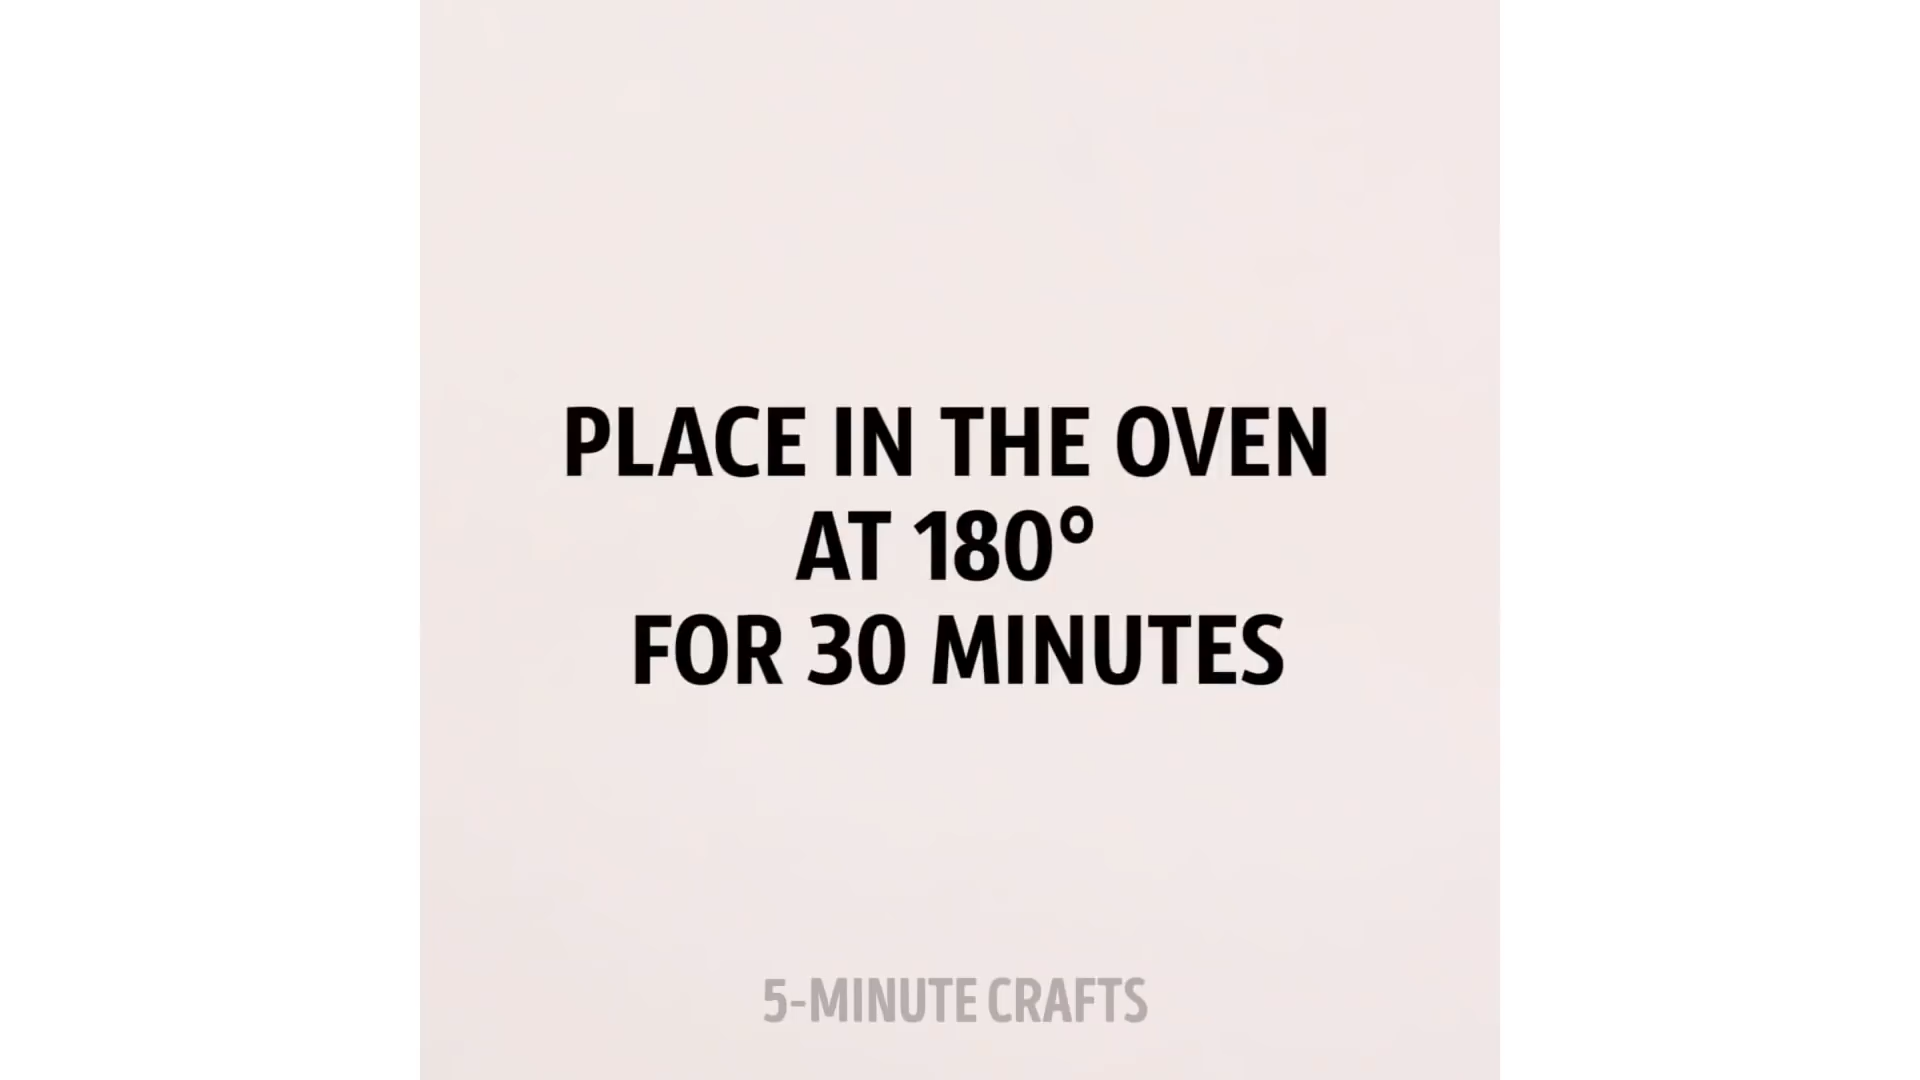 PLACE IN THE OVEN
AT 180°
FOR 30 MINUTES
5-MINUTE CRAFTS